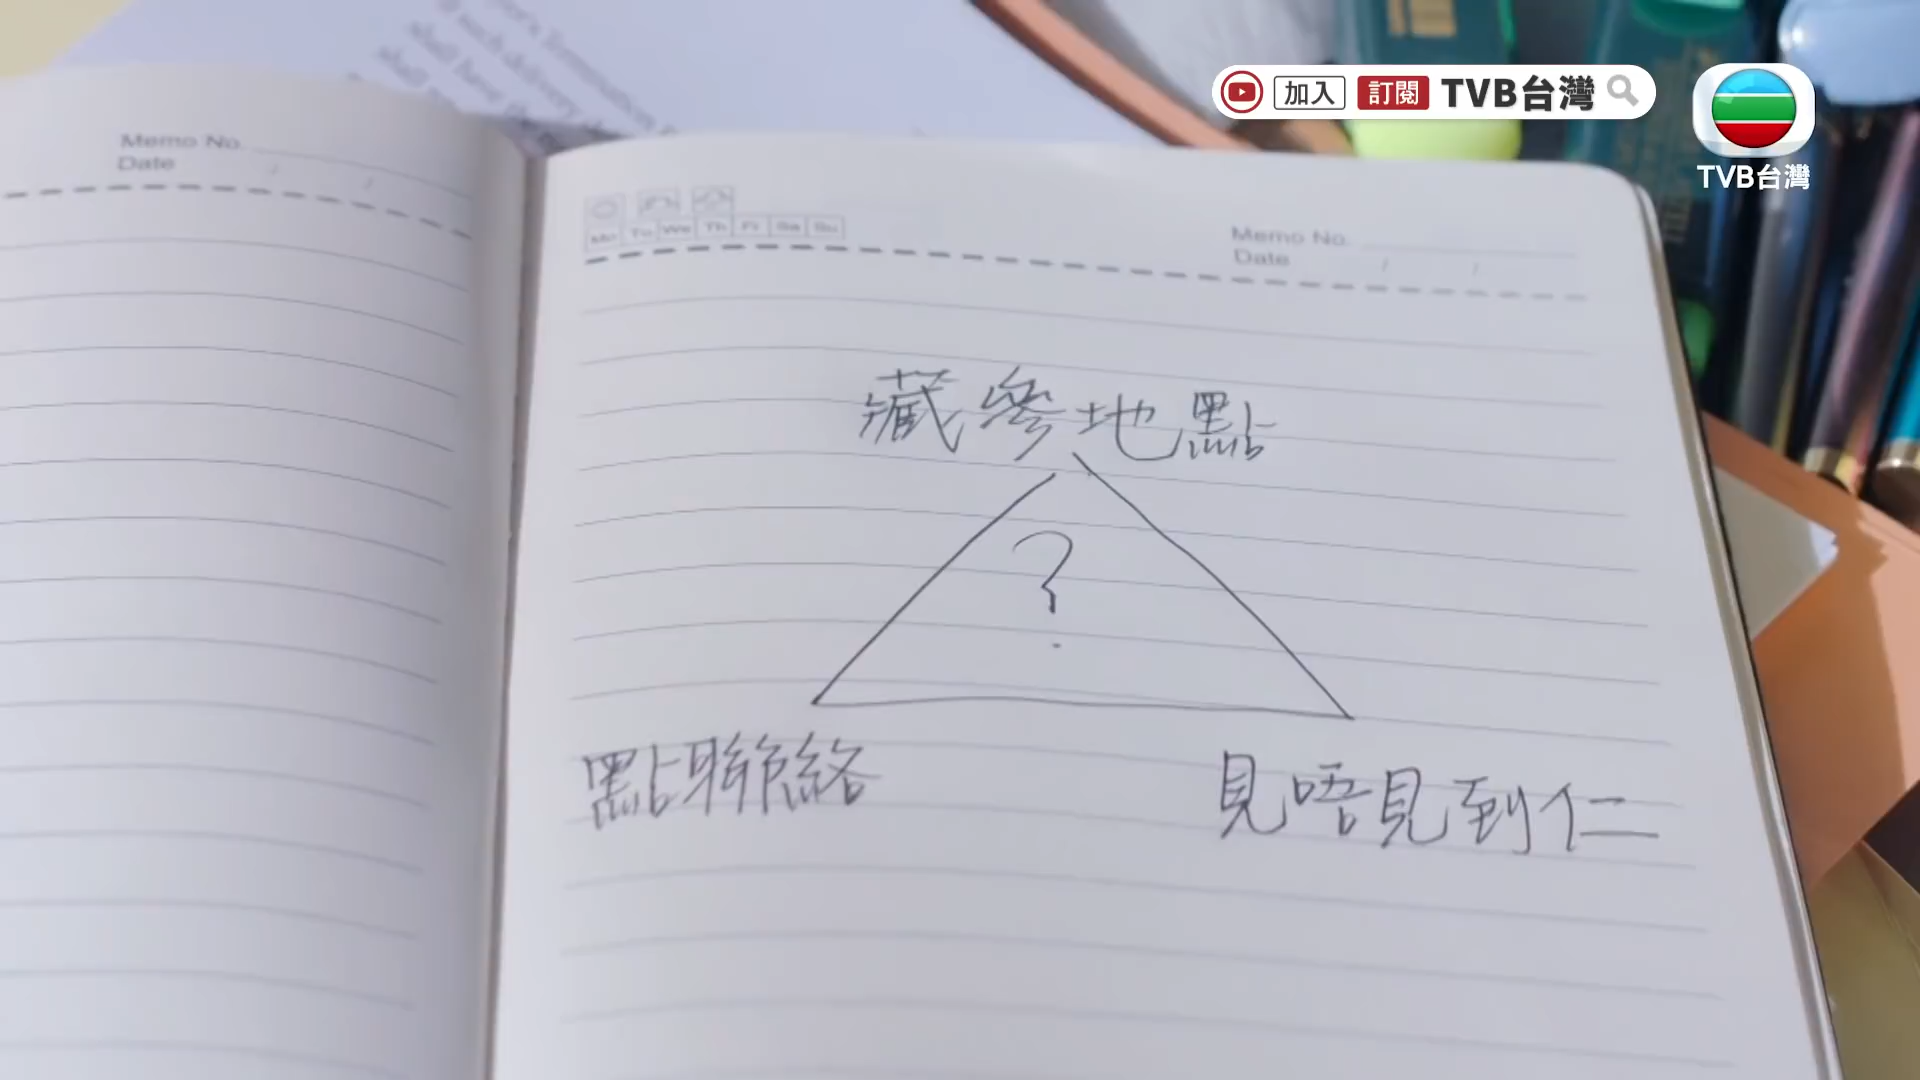 加入 訂閱 TVB台灣
TVB台灣
Memo No.
Date / /
Mo Tu We Th Fr Sa Su
Memo No.
Date / /
藏參地點
?
點聯絡
見唔見到仁